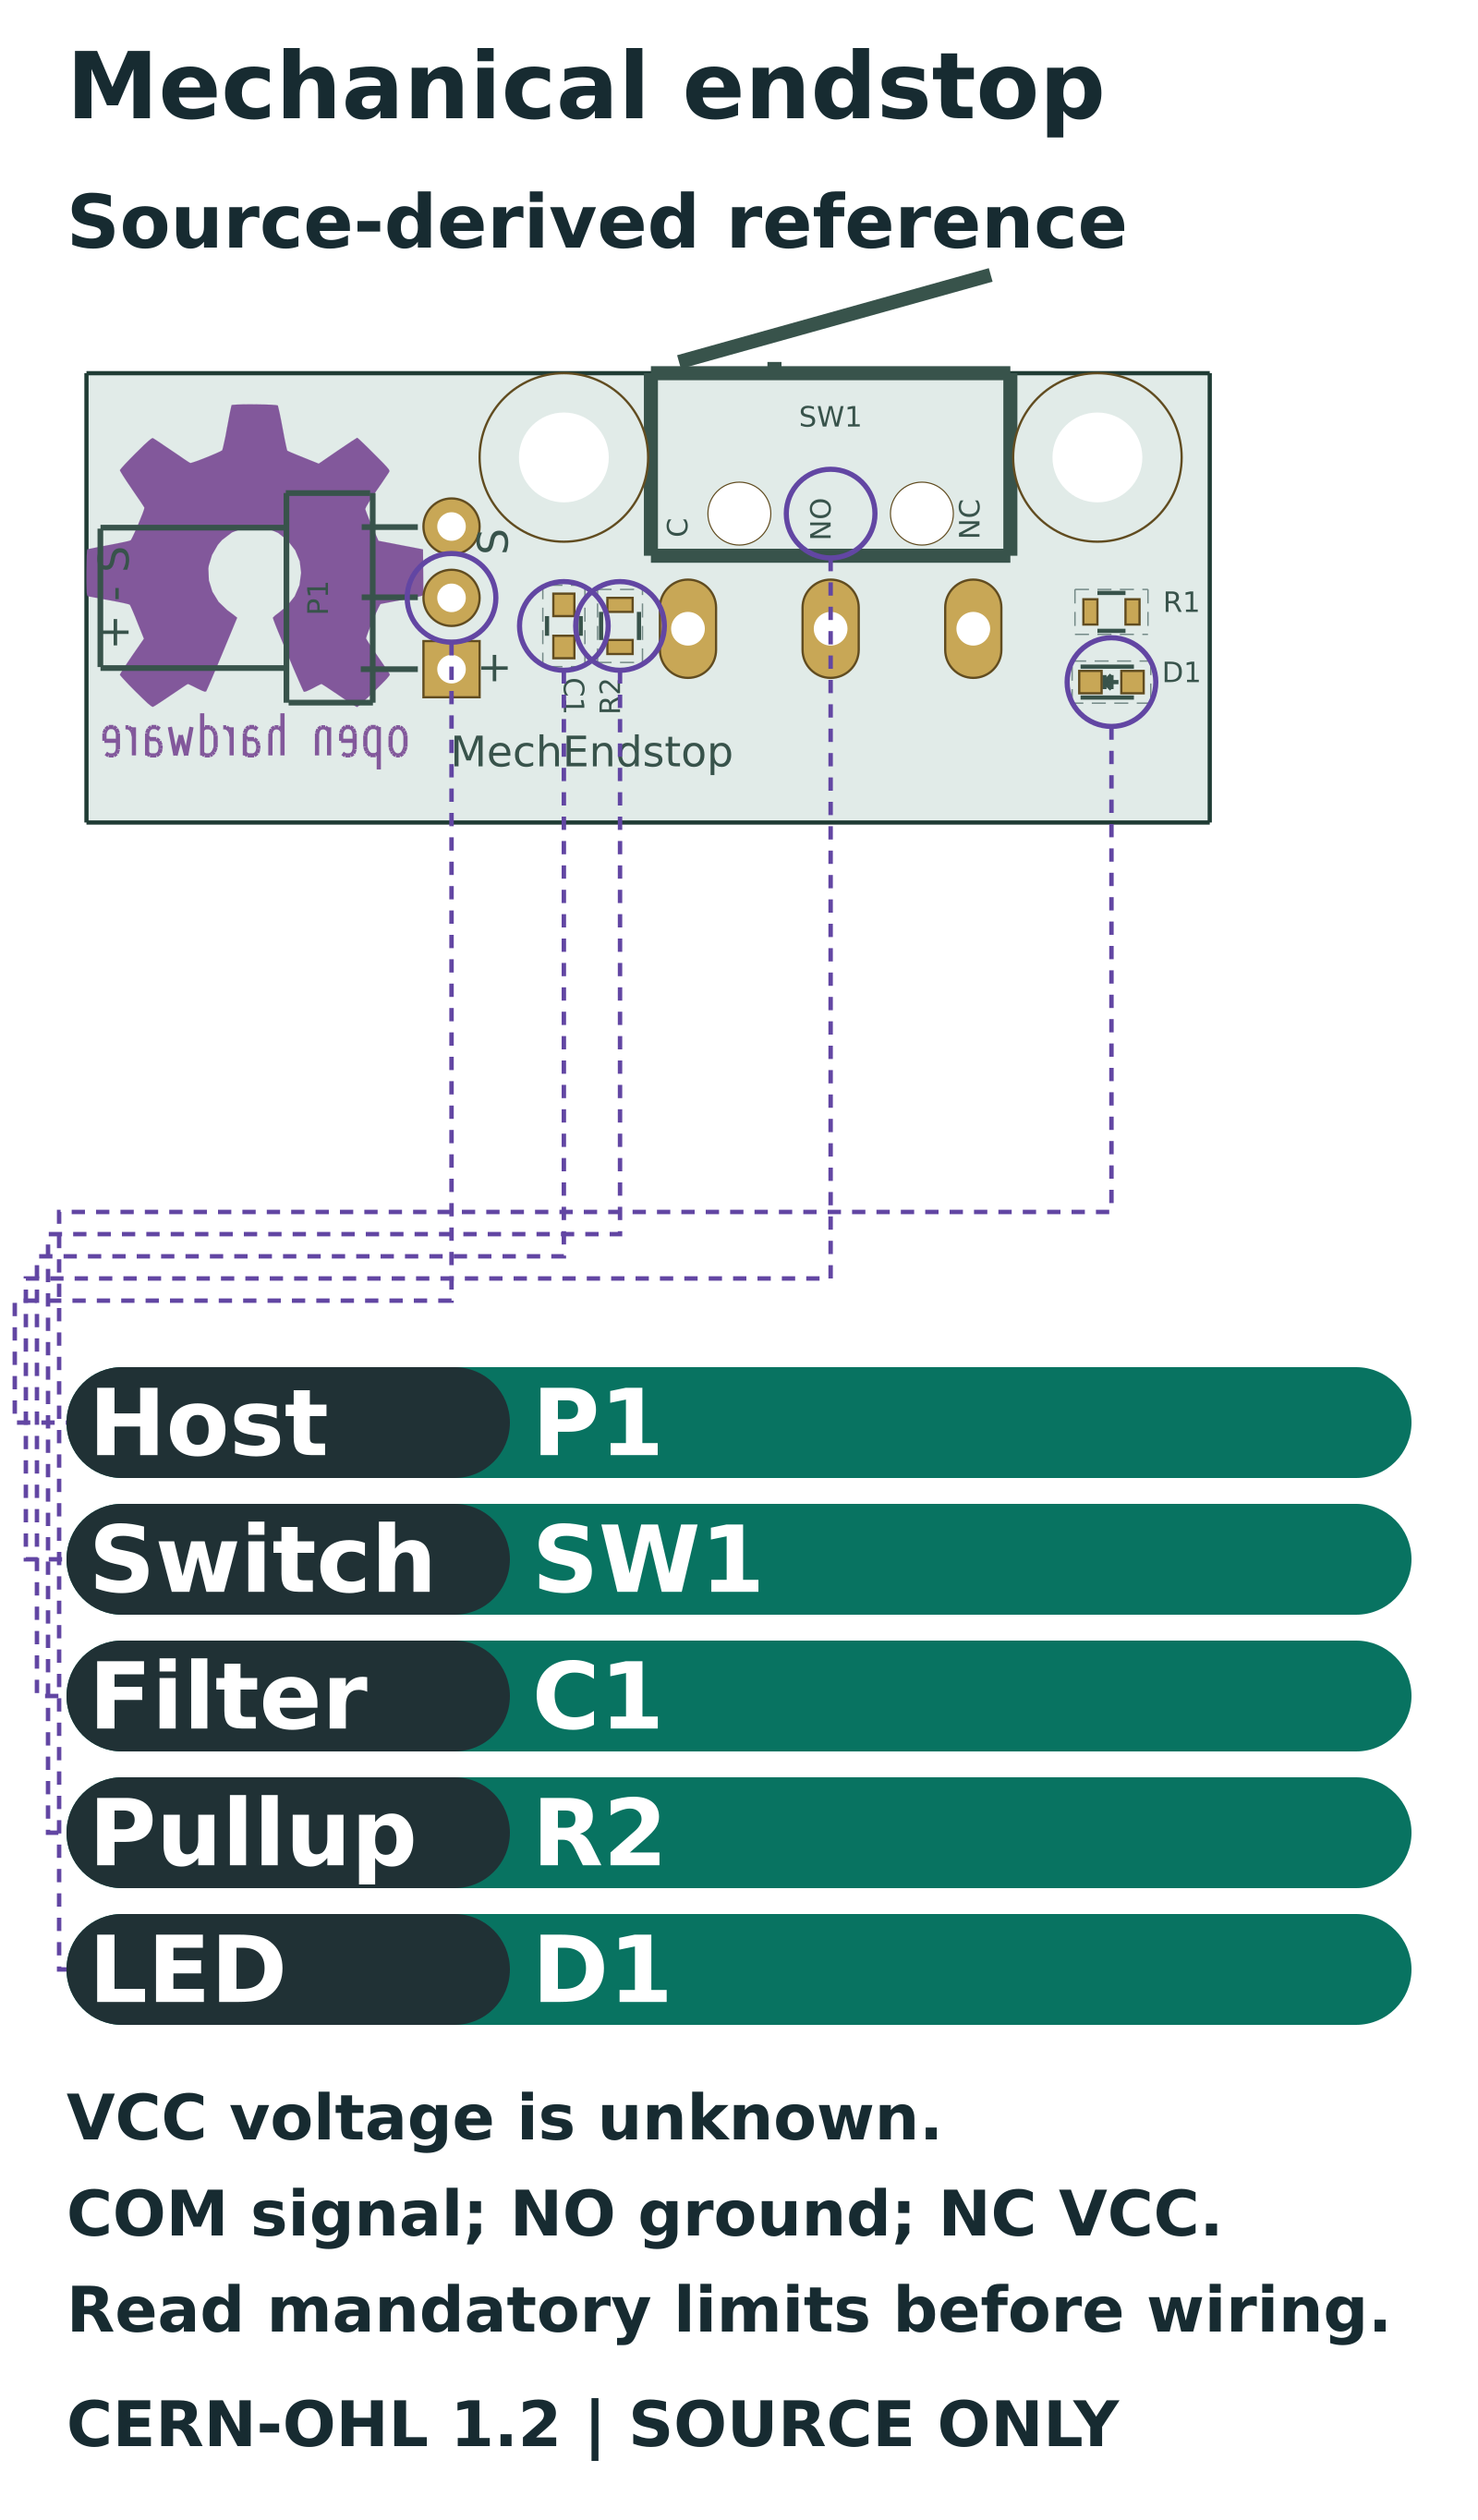 Mechanical endstop
Source-derived reference
SW1
C
NO
NC
S
+ - S
P1
+
R1
D1
C1
R2
open hardware
MechEndstop
Host P1
Switch SW1
Filter C1
Pullup R2
LED D1
VCC voltage is unknown.
COM signal; NO ground; NC VCC.
Read mandatory limits before wiring.
CERN-OHL 1.2 | SOURCE ONLY